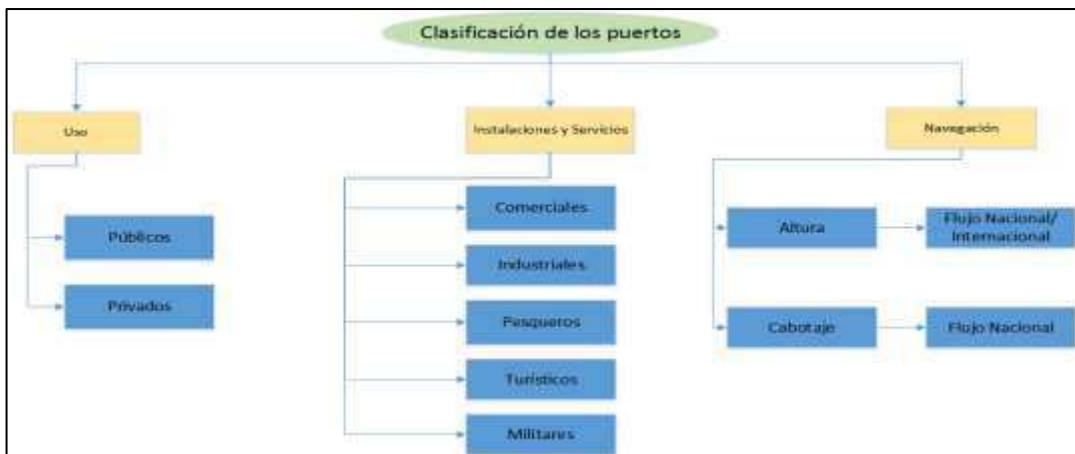 Clasificación de los puertos
Uso
Públicos
Privados
Instalaciones y Servicios
Comerciales
Industriales
Pesqueros
Turísticos
Militares
Navegación
Altura
Flujo Nacional/
Internacional
Cabotaje
Flujo Nacional